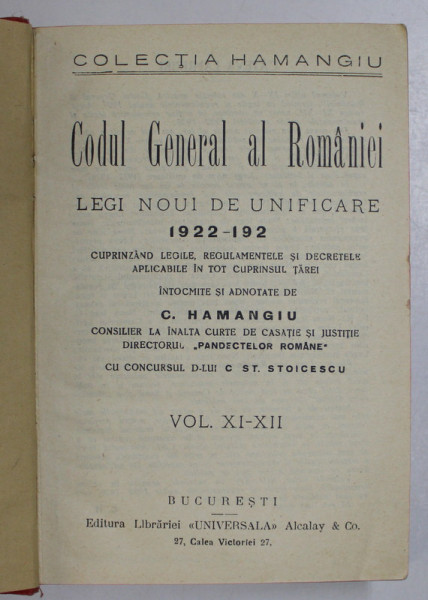 COLECȚIA HAMANGIU
Codul General al României
LEGI NOUI DE UNIFICARE
1922-192
CUPRINZÂND LEGILE, REGULAMENTELE ȘI DECRETELE
APLICABILE ÎN TOT CUPRINSUL ȚĂREI
ÎNTOCMITE ȘI ADNOTATE DE
C. HAMANGIU
CONSILIER LA ÎNALTA CURTE DE CASAȚIE ȘI JUSTIȚIE
DIRECTORUL „PANDECTELOR ROMÂNE"
CU CONCURSUL D-LUI C ST. STOICESCU
VOL. XI-XII
BUCUREȘTI
Editura Librăriei «UNIVERSALA» Alcalay & Co.
27, Calea Victoriei 27.